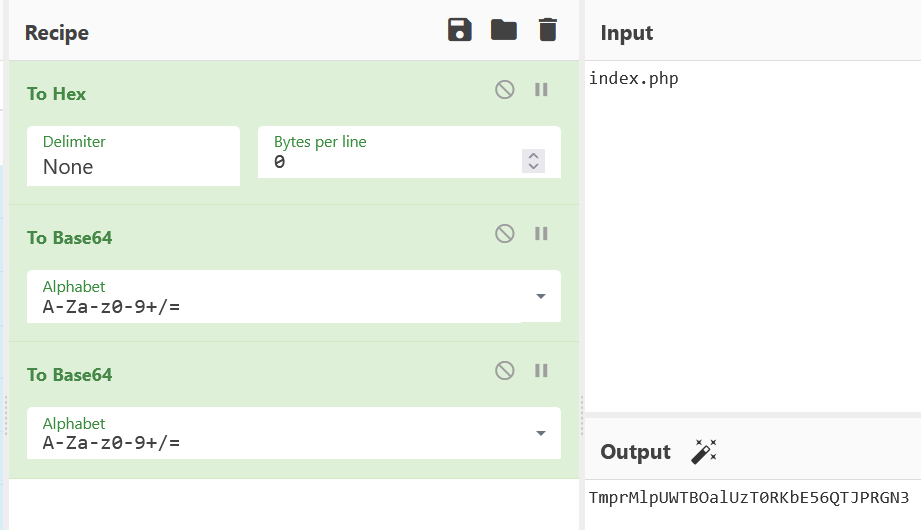 Recipe
To Hex
Delimiter
None
Bytes per line
0
To Base64
Alphabet
A-Za-z0-9+/=
To Base64
Alphabet
A-Za-z0-9+/=
Input
index.php
Output
TmprMlpUWTBOalUzT0RKbE56QTJPRGN3